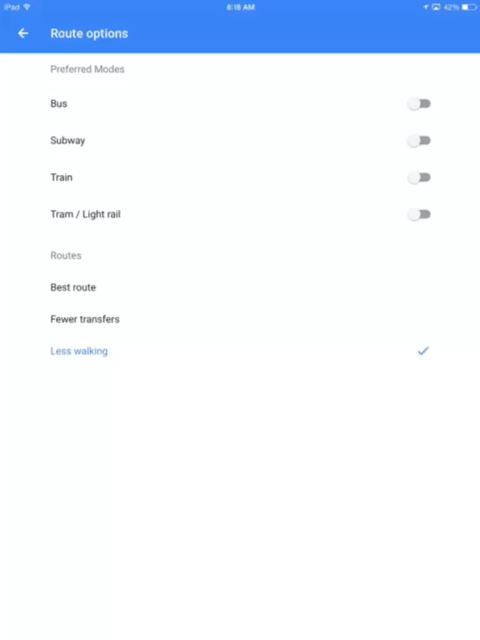 iPad 8:18 AM 42%
Route options
Preferred Modes
Bus
Subway
Train
Tram / Light rail
Routes
Best route
Fewer transfers
Less walking